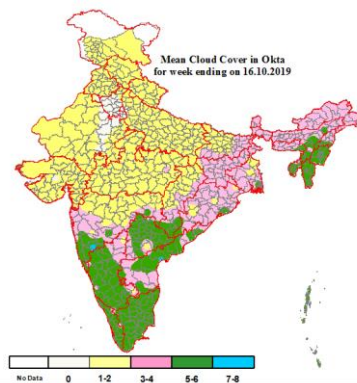 Mean Cloud Cover in Okta
for week ending on 16.10.2019
No Data 0 1-2 3-4 5-6 7-8